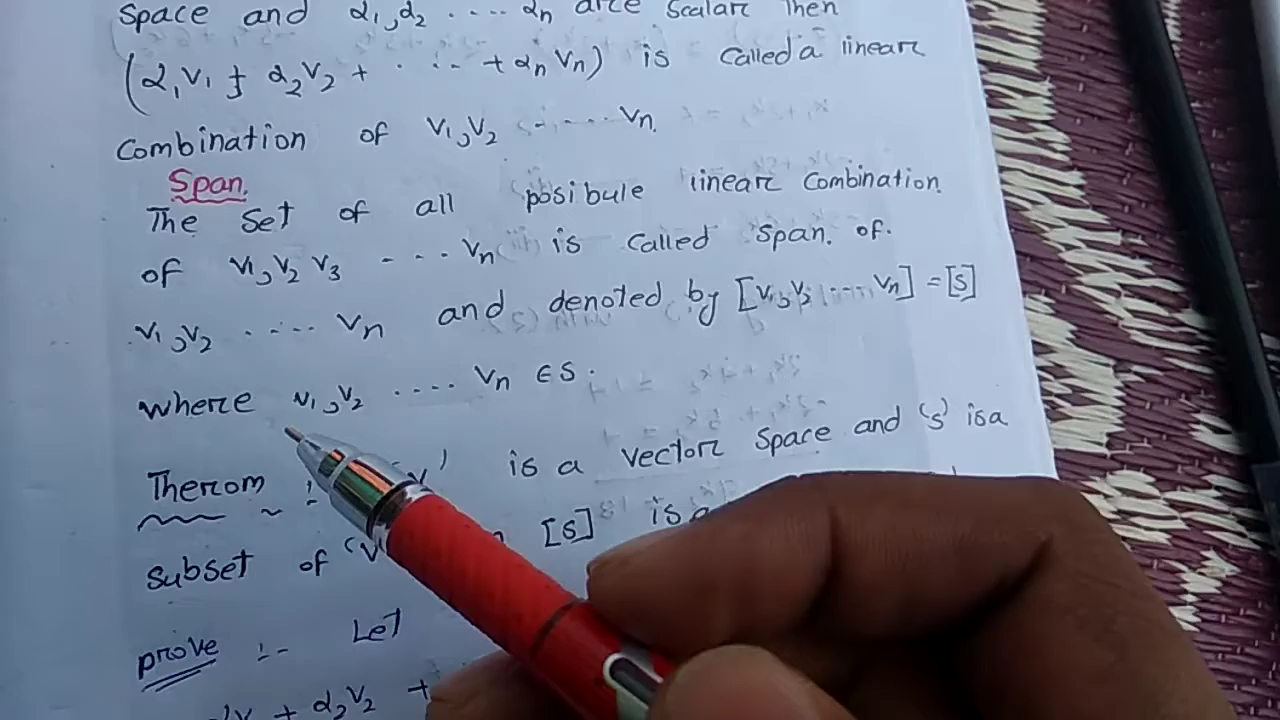 Space and α1,α2 .... αn are Scalar Then
(α1V1 + α2V2 + . ... + αn Vn) is Called a linear
Combination of V1,V2 ..... Vn.
Span.
The Set of all posibule linear Combination
of V1,V2 V3 - ... Vn is Called Span. of.
V1,V2 ..... Vn and denoted by [V1,V2 ... Vn] = [S]
where V1,V2 .... Vn ∈ S.
Therom :- 'V' is a Vector Space and 'S' is a
Subset of 'V' [S] is a
prove :- Let
+ α2V2 +